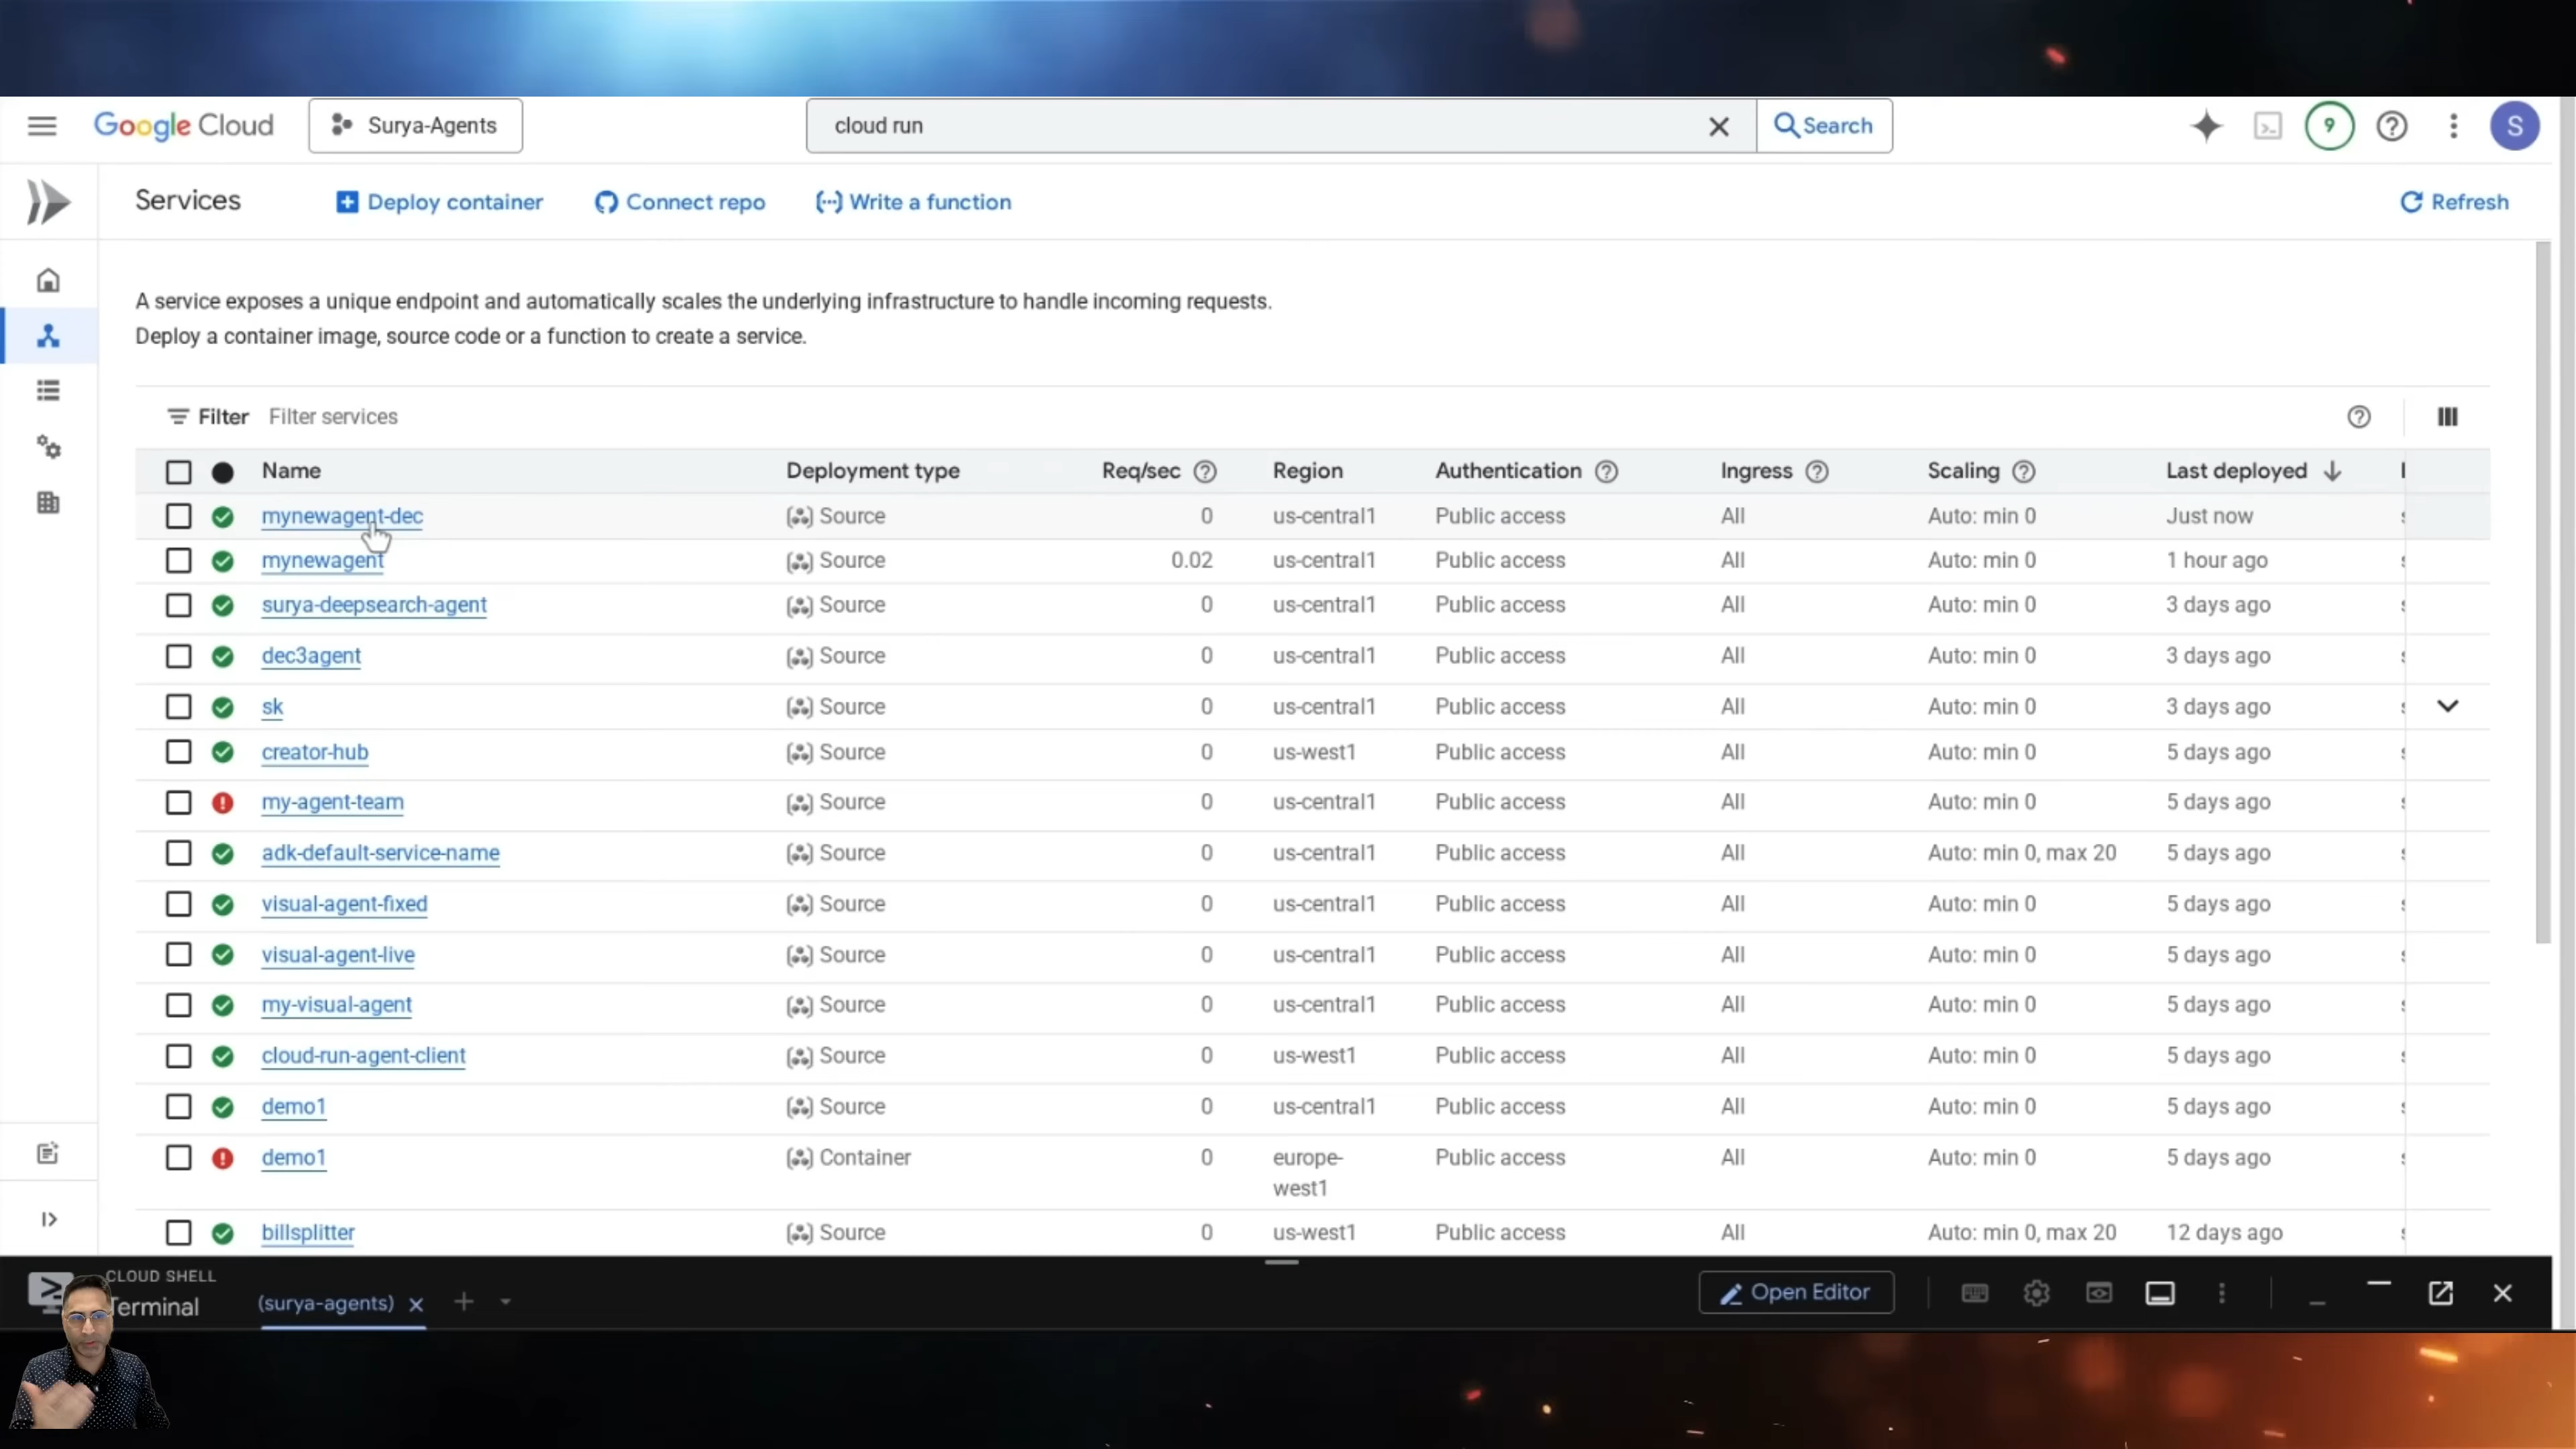 Google Cloud
Surya-Agents
cloud run
Search
9
S
Services
Deploy container
Connect repo
Write a function
Refresh
A service exposes a unique endpoint and automatically scales the underlying infrastructure to handle incoming requests.
Deploy a container image, source code or a function to create a service.
Filter Filter services
Name Deployment type Req/sec Region Authentication Ingress Scaling Last deployed
mynewagent-dec Source 0 us-central1 Public access All Auto: min 0 Just now
mynewagent Source 0.02 us-central1 Public access All Auto: min 0 1 hour ago
surya-deepsearch-agent Source 0 us-central1 Public access All Auto: min 0 3 days ago
dec3agent Source 0 us-central1 Public access All Auto: min 0 3 days ago
sk Source 0 us-central1 Public access All Auto: min 0 3 days ago
creator-hub Source 0 us-west1 Public access All Auto: min 0 5 days ago
my-agent-team Source 0 us-central1 Public access All Auto: min 0 5 days ago
adk-default-service-name Source 0 us-central1 Public access All Auto: min 0, max 20 5 days ago
visual-agent-fixed Source 0 us-central1 Public access All Auto: min 0 5 days ago
visual-agent-live Source 0 us-central1 Public access All Auto: min 0 5 days ago
my-visual-agent Source 0 us-central1 Public access All Auto: min 0 5 days ago
cloud-run-agent-client Source 0 us-west1 Public access All Auto: min 0 5 days ago
demo1 Source 0 us-central1 Public access All Auto: min 0 5 days ago
demo1 Container 0 europe- Public access All Auto: min 0 5 days ago
west1
billsplitter Source 0 us-west1 Public access All Auto: min 0, max 20 12 days ago
CLOUD SHELL
Terminal
(surya-agents)
Open Editor